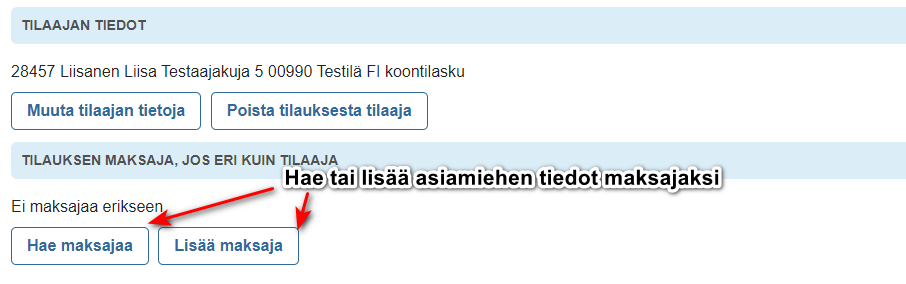 TILAAJAN TIEDOT
28457 Liisanen Liisa Testaajakuja 5 00990 Testilä FI koontilasku
Muuta tilaajan tietoja
Poista tilauksesta tilaaja
TILAUKSEN MAKSAJA, JOS ERI KUIN TILAAJA
Hae tai lisää asiamiehen tiedot maksajaksi
Ei maksajaa erikseen
Hae maksajaa
Lisää maksaja